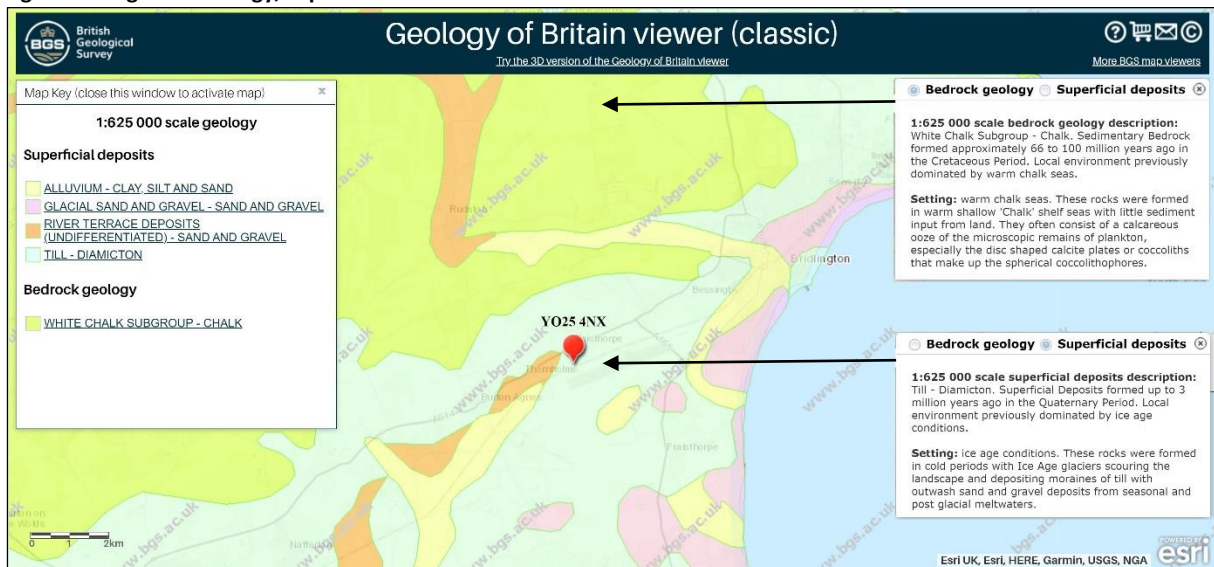 British
Geological
Survey
BGS
Geology of Britain viewer (classic)
Try the 3D version of the Geology of Britain viewer
More BGS map viewers
Map Key (close this window to activate map) x
1:625 000 scale geology
Superficial deposits
ALLUVIUM - CLAY, SILT AND SAND
GLACIAL SAND AND GRAVEL - SAND AND GRAVEL
RIVER TERRACE DEPOSITS
(UNDIFFERENTIATED) - SAND AND GRAVEL
TILL - DIAMICTON
Bedrock geology
WHITE CHALK SUBGROUP - CHALK
0 1 2km
www.bgs.ac.uk
Rudston
Bridlington
Bessingby
YO25 4NX
Thornholme
Burton Agnes
Fraisthorpe
Bedrock geology Superficial deposits
1:625 000 scale bedrock geology description:
White Chalk Subgroup - Chalk. Sedimentary Bedrock
formed approximately 66 to 100 million years ago in
the Cretaceous Period. Local environment previously
dominated by warm chalk seas.
Setting: warm chalk seas. These rocks were formed
in warm shallow 'Chalk' shelf seas with little sediment
input from land. They often consist of a calcareous
ooze of the microscopic remains of plankton,
especially the disc shaped calcite plates or coccoliths
that make up the spherical coccolithophores.
Bedrock geology Superficial deposits
1:625 000 scale superficial deposits description:
Till - Diamicton. Superficial Deposits formed up to 3
million years ago in the Quaternary Period. Local
environment previously dominated by ice age
conditions.
Setting: ice age conditions. These rocks were formed
in cold periods with Ice Age glaciers scouring the
landscape and depositing moraines of till with
outwash sand and gravel deposits from seasonal and
post glacial meltwaters.
Esri UK, Esri, HERE, Garmin, USGS, NGA
POWERED BY
esri